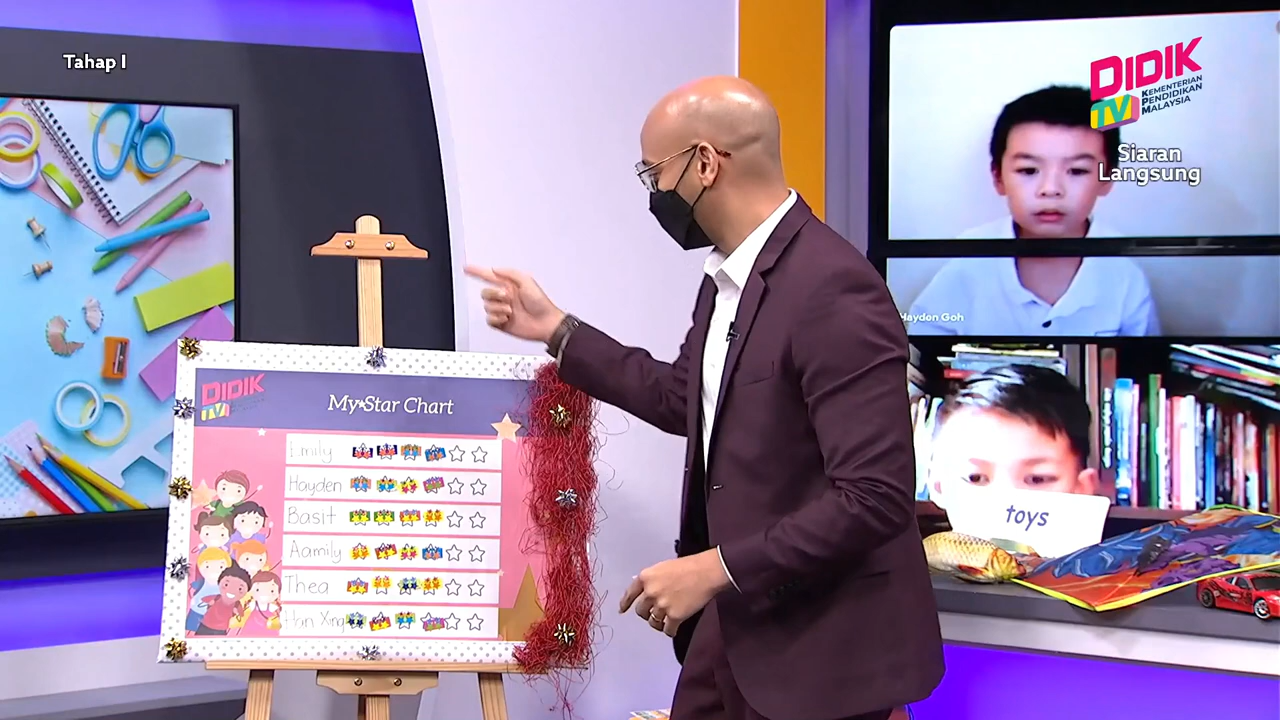 Tahap I
DIDIK
TV
KEMENTERIAN
PENDIDIKAN
MALAYSIA
Siaran
Langsung
Hayden Goh
toys
DIDIK
TV
My Star Chart
Emily
Hayden
Basit
Aamily
Thea
Han Xing